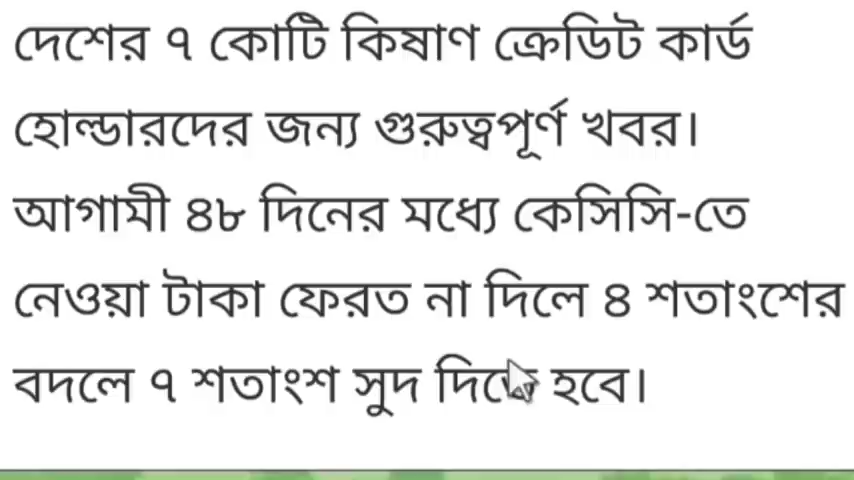 দেশের ৭ কোটি কিষাণ ক্রেডিট কার্ড
হোল্ডারদের জন্য গুরুত্বপূর্ণ খবর।
আগামী ৪৮ দিনের মধ্যে কেসিসি-তে
নেওয়া টাকা ফেরত না দিলে ৪ শতাংশের
বদলে ৭ শতাংশ সুদ দিতে হবে।